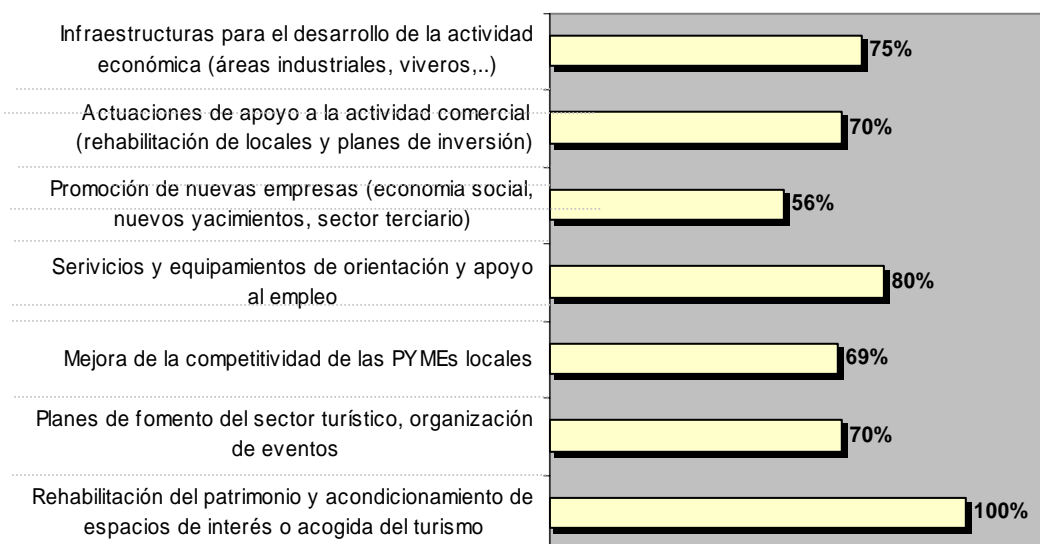 Infraestructuras para el desarrollo de la actividad
económica (áreas industriales, viveros,..)
75%
Actuaciones de apoyo a la actividad comercial
(rehabilitación de locales y planes de inversión)
70%
Promoción de nuevas empresas (economia social,
nuevos yacimientos, sector terciario)
56%
Serivicios y equipamientos de orientación y apoyo
al empleo
80%
Mejora de la competitividad de las PYMEs locales
69%
Planes de fomento del sector turístico, organización
de eventos
70%
Rehabilitación del patrimonio y acondicionamiento de
espacios de interés o acogida del turismo
100%